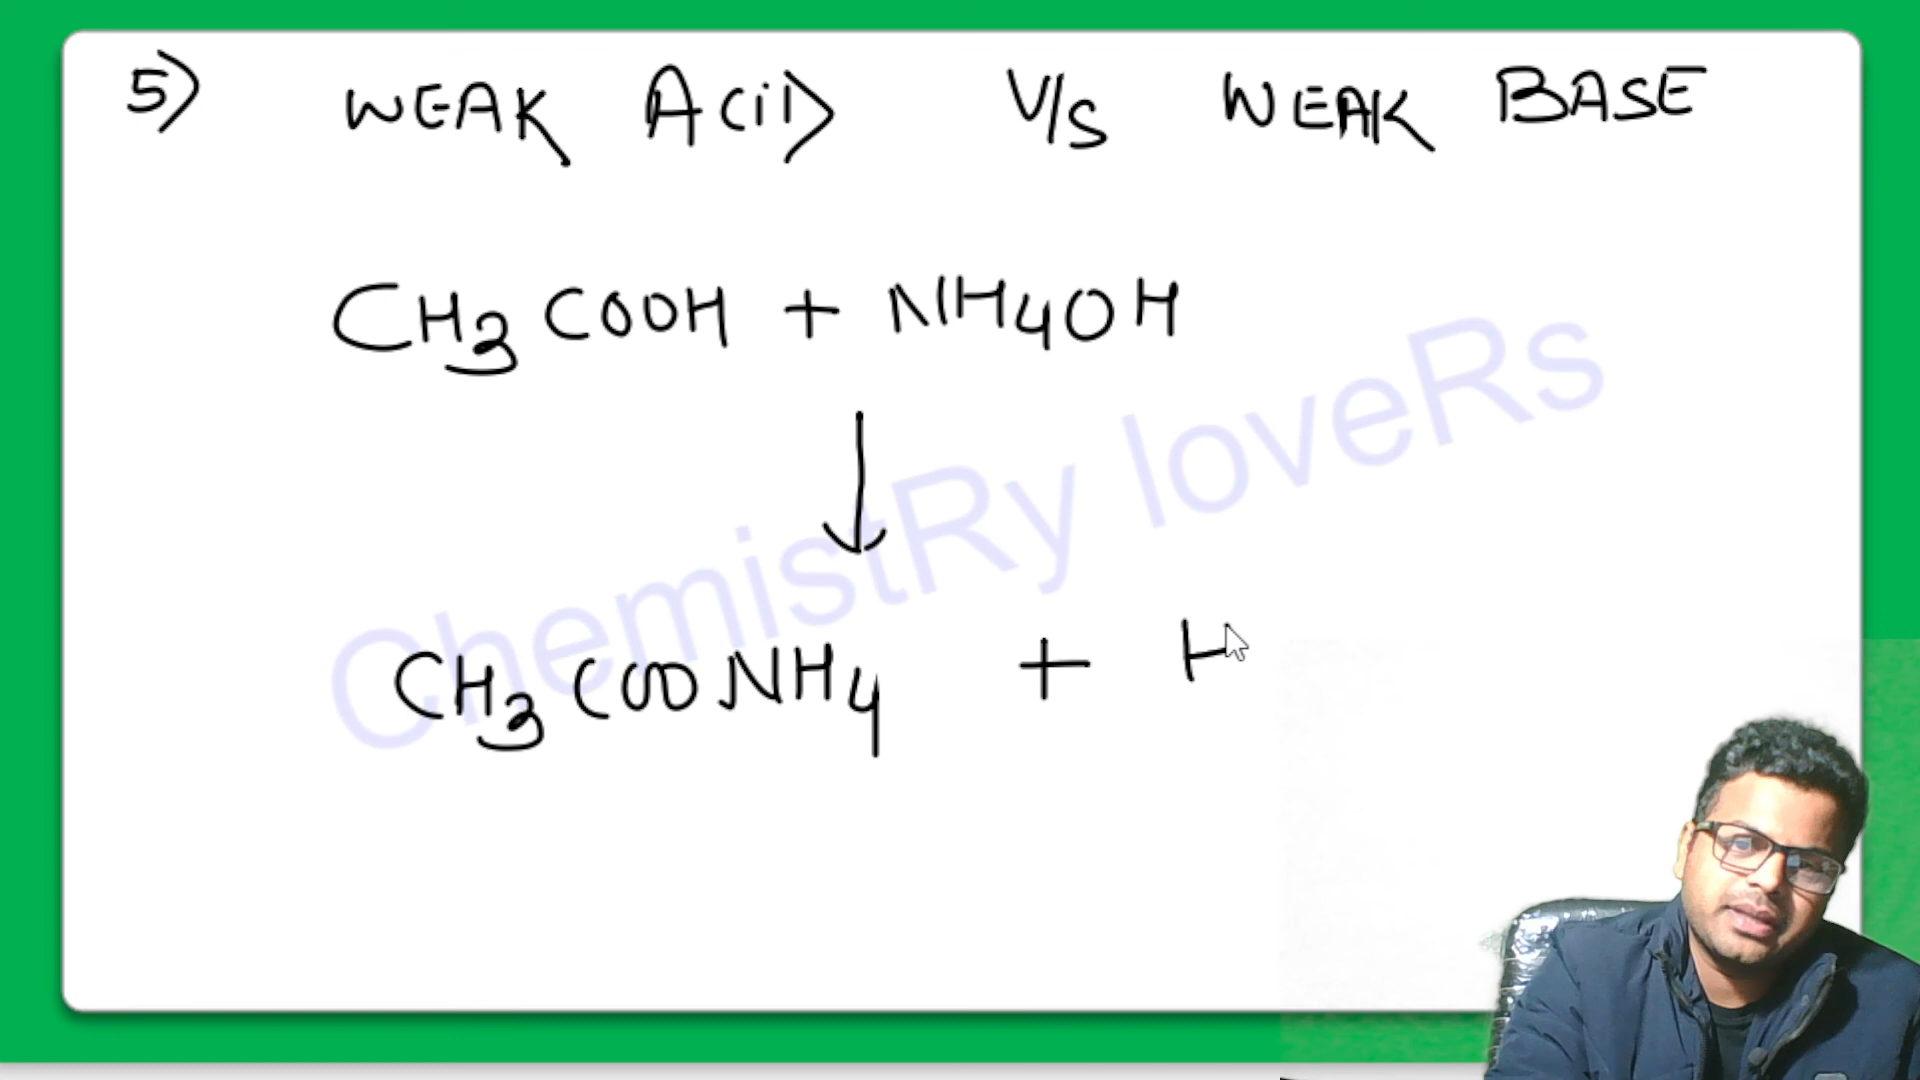 5) WEAK ACiD V/S WEAK BASE
CH3COOH + NH4OH
ChemistRy loveRs
CH3COONH4 + H